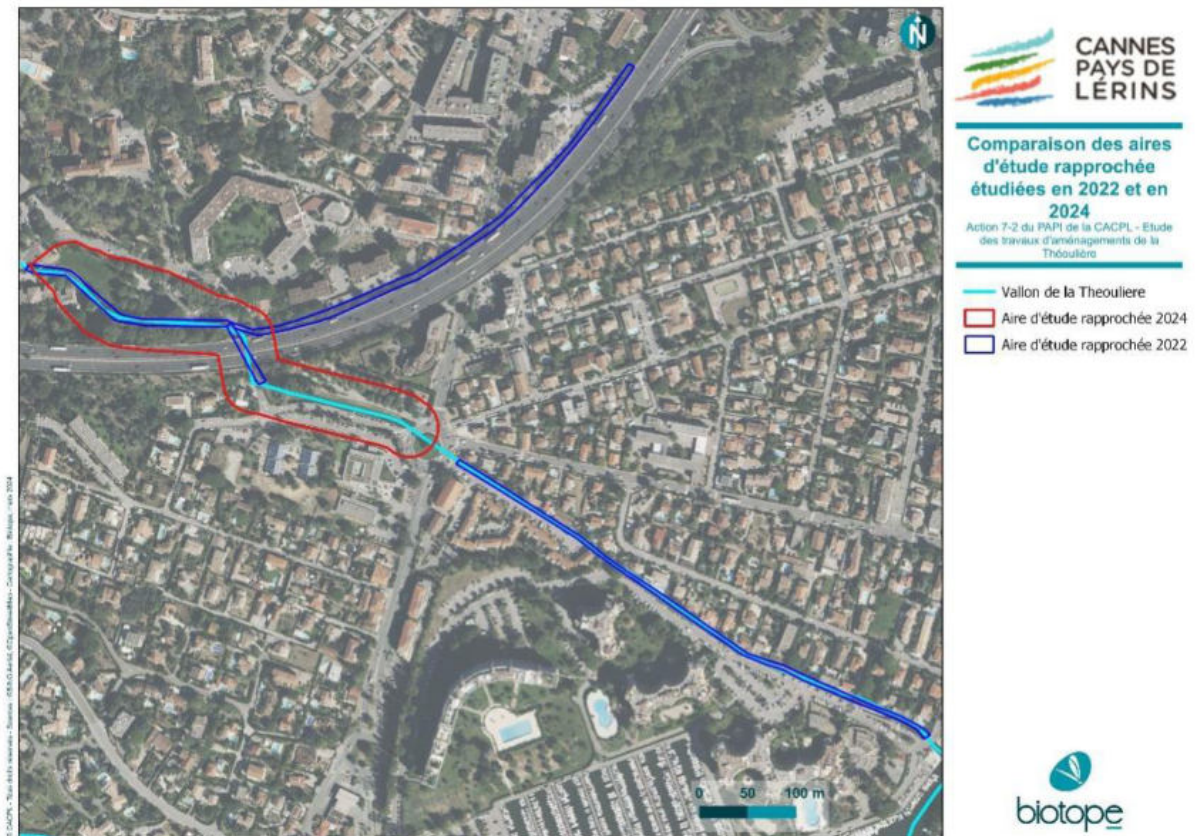 N
CANNES
PAYS DE
LÉRINS
Comparaison des aires
d'étude rapprochée
étudiées en 2022 et en
2024
Action 7-2 du PAPI de la CACPL - Etude
des travaux d'aménagements de la
Théoulière
Vallon de la Theouliere
Aire d'étude rapprochée 2024
Aire d'étude rapprochée 2022
0 50 100 m
biotope